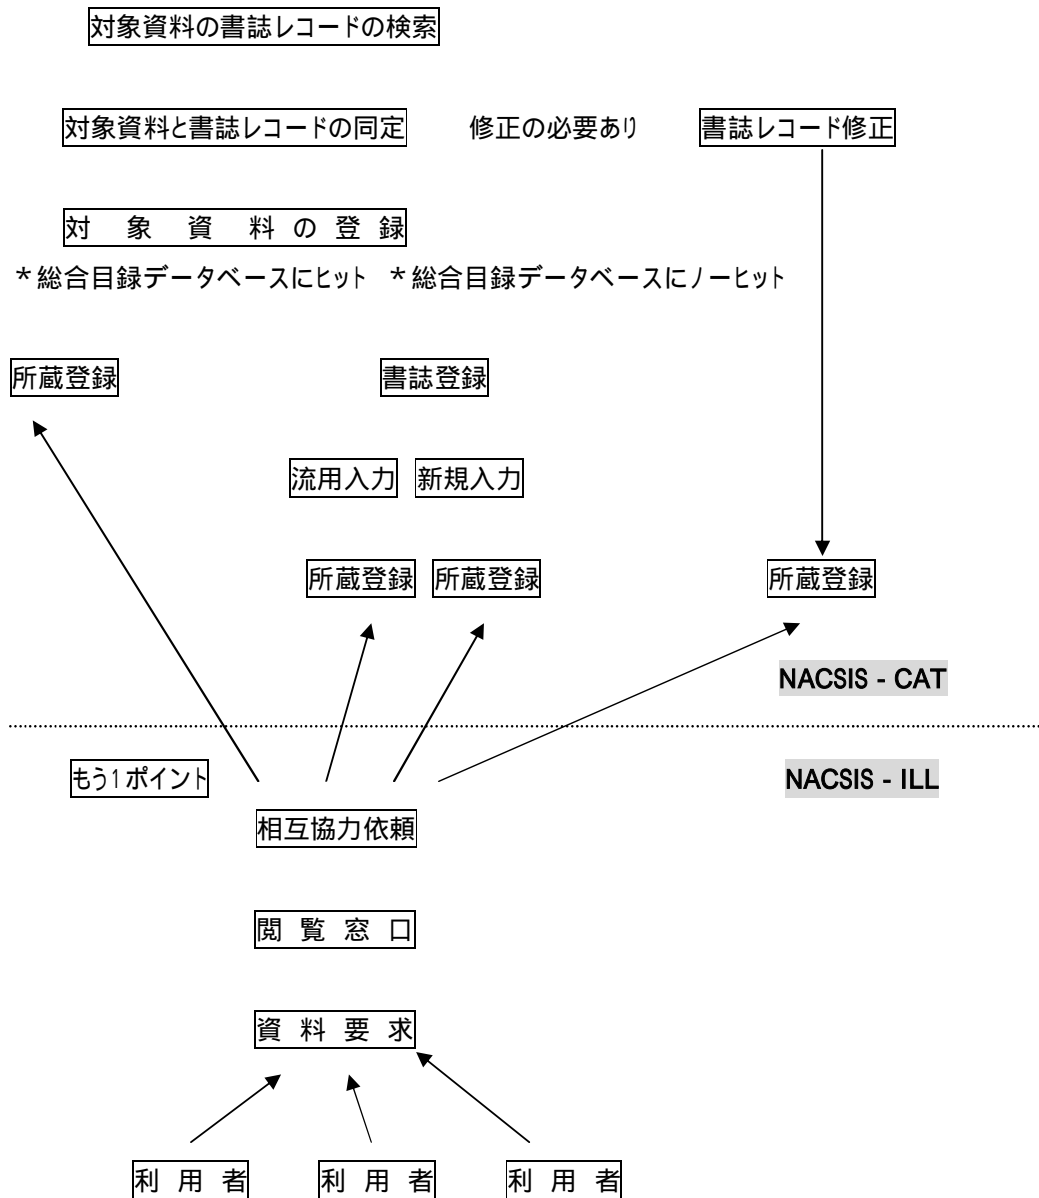 対象資料の書誌レコードの検索
対象資料と書誌レコードの同定 修正の必要あり 書誌レコード修正
対 象 資 料 の 登 録
*総合目録データベースにヒット *総合目録データベースにノーヒット
所蔵登録 書誌登録
流用入力 新規入力
所蔵登録 所蔵登録 所蔵登録
NACSIS - CAT
もう1ポイント NACSIS - ILL
相互協力依頼
閲 覧 窓 口
資 料 要 求
利 用 者 利 用 者 利 用 者